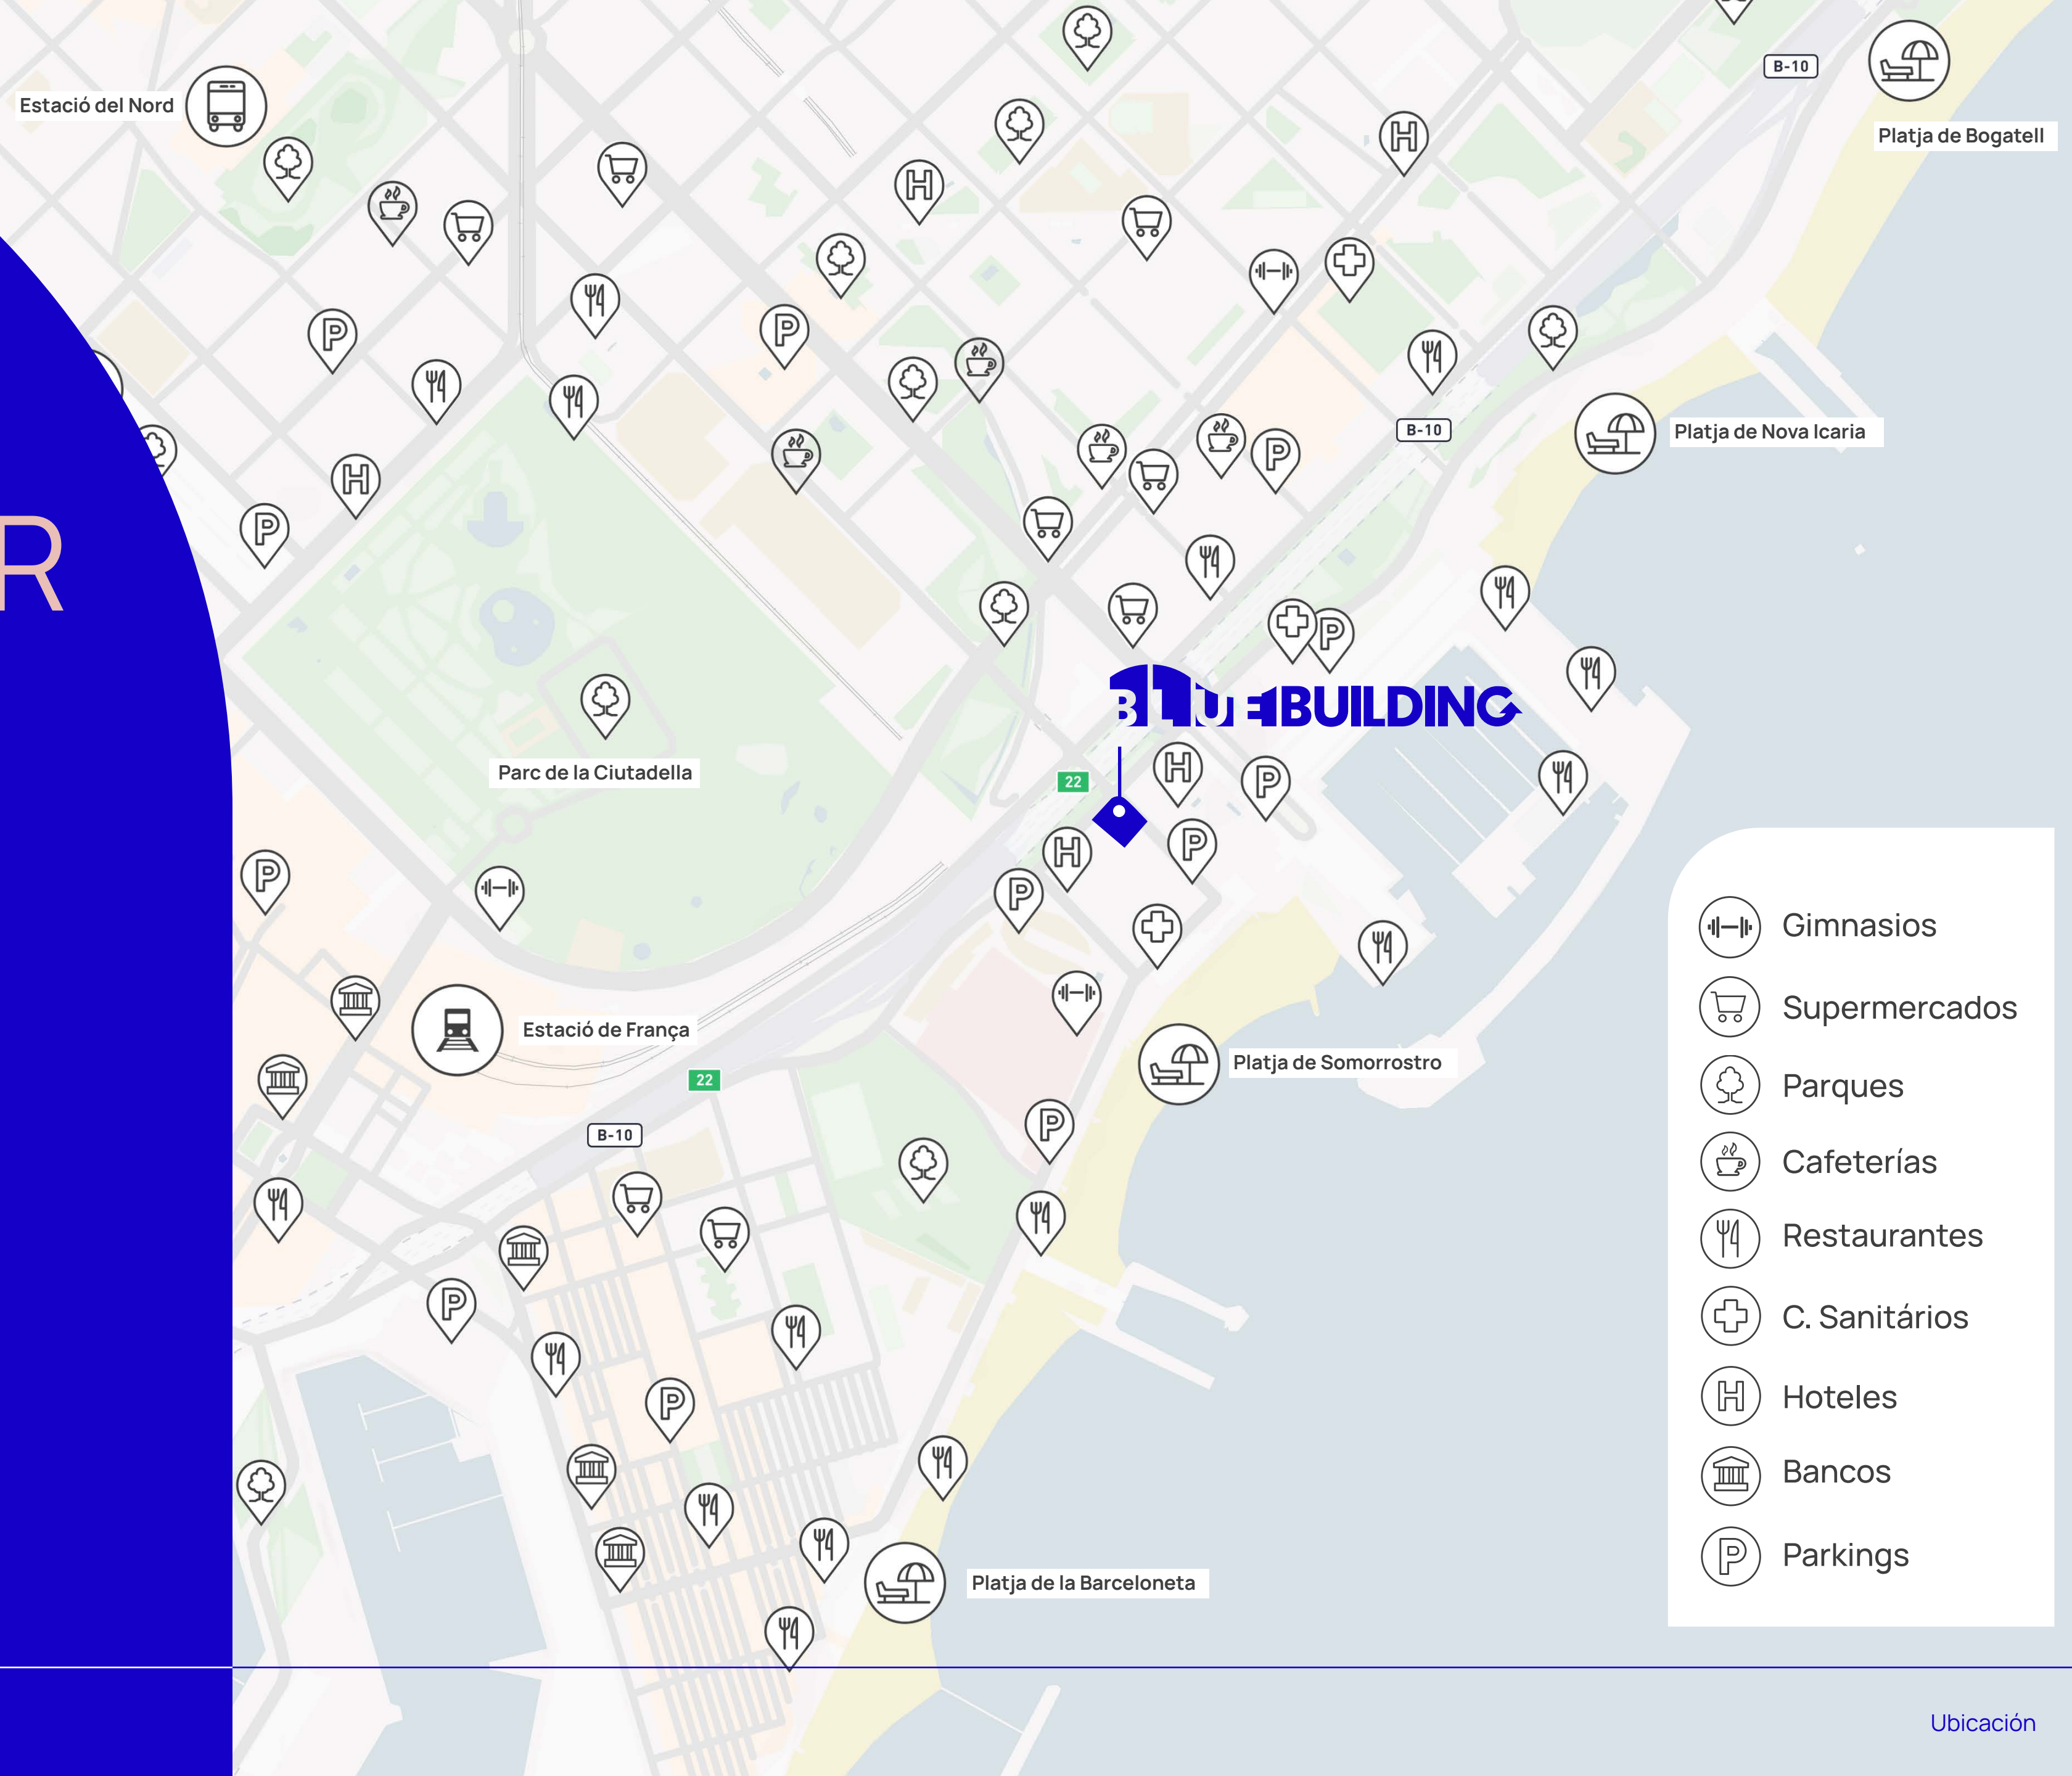 B-10
Estació del Nord
Platja de Bogatell
Platja de Nova Icaria
B-10
R
BLUEBUILDING
Parc de la Ciutadella
22
Estació de França
Platja de Somorrostro
22
B-10
Platja de la Barceloneta
Gimnasios
Supermercados
Parques
Cafeterías
Restaurantes
C. Sanitários
Hoteles
Bancos
Parkings
Ubicación